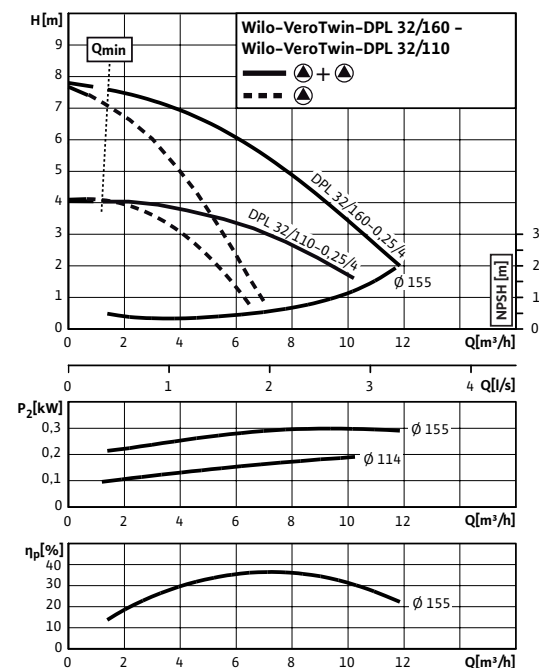 H[m]
Wilo-VeroTwin-DPL 32/160 –
Wilo-VeroTwin-DPL 32/110
+
Qmin
9
8
7
6
5
4
3
2
1
0
DPL 32/160-0,25/4
DPL 32/110-0,25/4
Ø 155
3
2
1
0
NPSH [m]
0 2 4 6 8 10 12 Q[m³/h]
0 1 2 3 4 Q[l/s]
P₂[kW]
0,3
0,2
0,1
0
Ø 155
Ø 114
0 2 4 6 8 10 12 Q[m³/h]
ηp[%]
40
30
20
10
0
Ø 155
0 2 4 6 8 10 12 Q[m³/h]